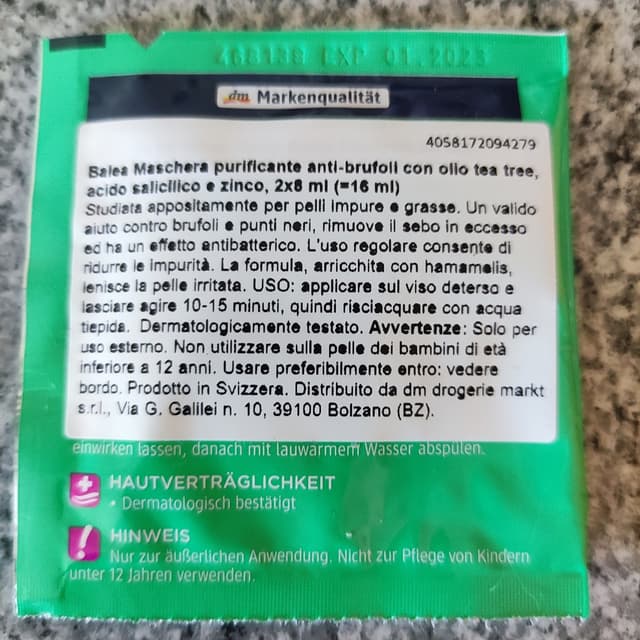 468188 EXP 01.2023
dm Markenqualität
4058172094279
Balea Maschera purificante anti-brufoli con olio tea tree,
acido salicilico e zinco, 2x8 ml (=16 ml)
Studiata appositamente per pelli impure e grasse. Un valido
aiuto contro brufoli e punti neri, rimuove il sebo in eccesso
ed ha un effetto antibatterico. L'uso regolare consente di
ridurre le impurità. La formula, arricchita con hamamelis,
lenisce la pelle irritata. USO: applicare sul viso deterso e
lasciare agire 10-15 minuti, quindi risciacquare con acqua
tiepida. Dermatologicamente testato. Avvertenze: Solo per
uso esterno. Non utilizzare sulla pelle dei bambini di età
inferiore a 12 anni. Usare preferibilmente entro: vedere
bordo. Prodotto in Svizzera. Distribuito da dm drogerie markt
s.r.l., Via G. Galilei n. 10, 39100 Bolzano (BZ).
einwirken lassen, danach mit lauwarmem Wasser abspülen.
HAUTVERTRÄGLICHKEIT
• Dermatologisch bestätigt
HINWEIS
Nur zur äußerlichen Anwendung. Nicht zur Pflege von Kindern
unter 12 Jahren verwenden.